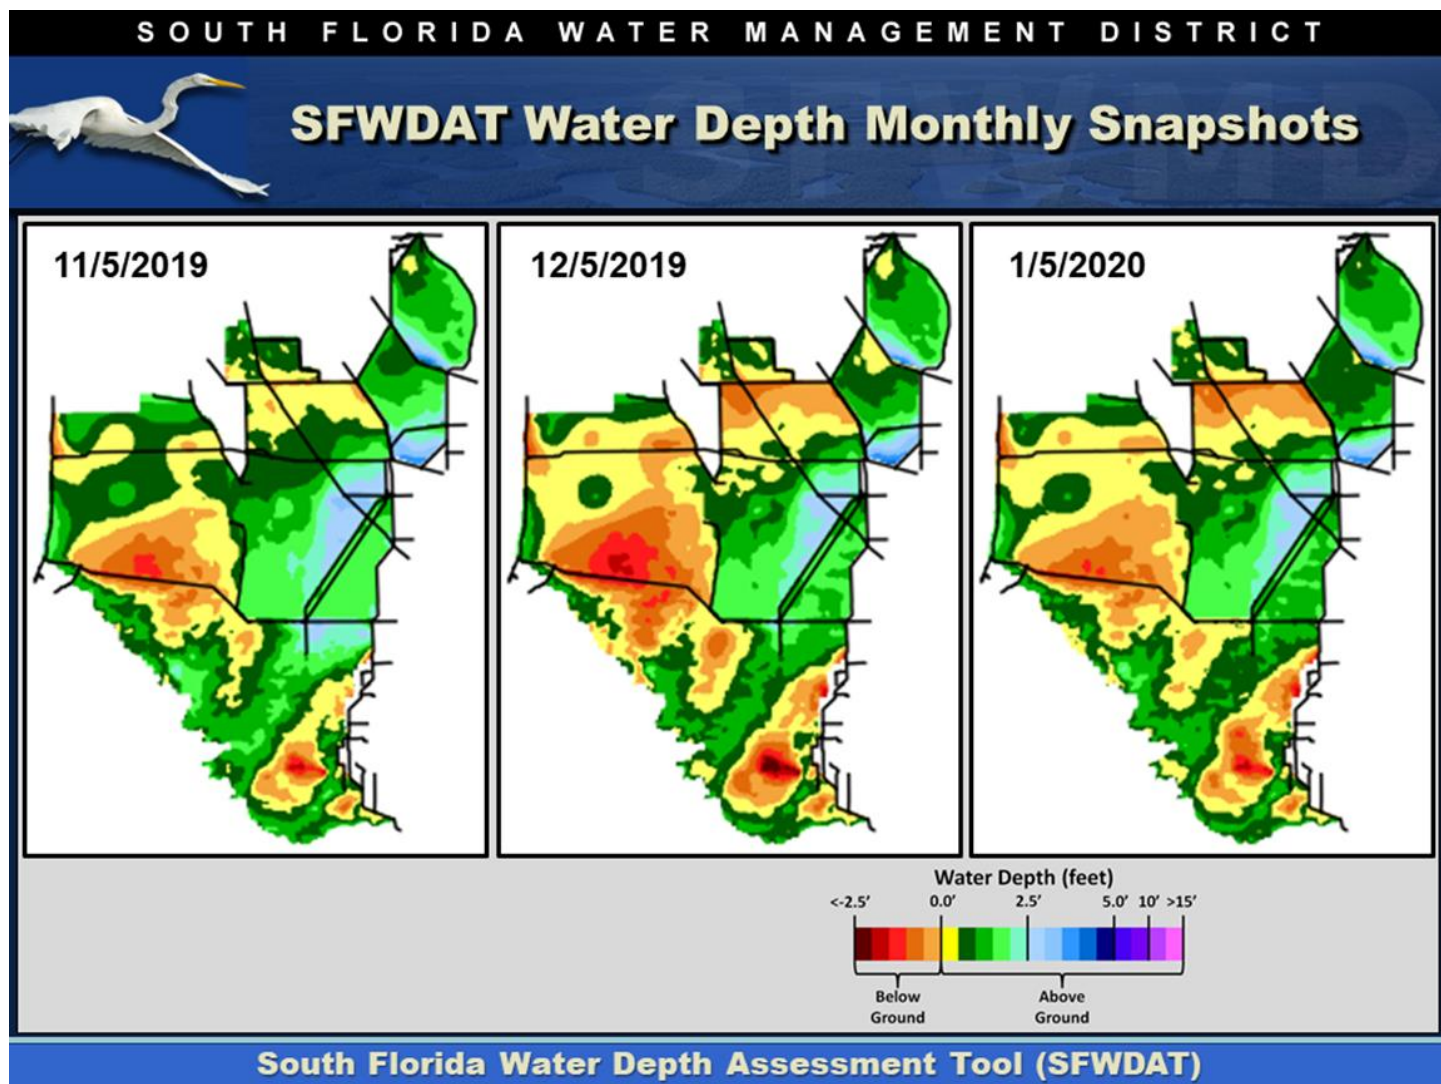 SOUTH FLORIDA WATER MANAGEMENT DISTRICT
SFWMD
SFWDAT Water Depth Monthly Snapshots
11/5/2019
12/5/2019
1/5/2020
Water Depth (feet)
<-2.5' 0.0' 2.5' 5.0' 10' >15'
Below Ground
Above Ground
South Florida Water Depth Assessment Tool (SFWDAT)